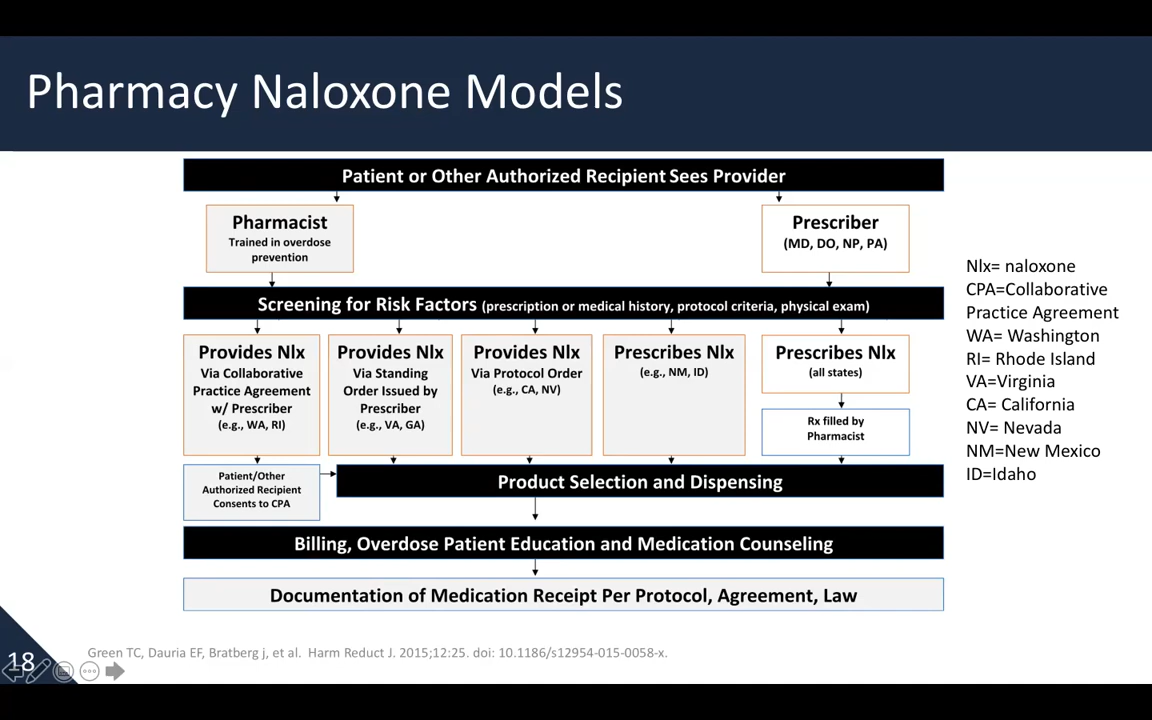 Pharmacy Naloxone Models
Patient or Other Authorized Recipient Sees Provider
Pharmacist
Trained in overdose
prevention
Prescriber
(MD, DO, NP, PA)
Screening for Risk Factors (prescription or medical history, protocol criteria, physical exam)
Provides Nlx
Via Collaborative
Practice Agreement
w/ Prescriber
(e.g., WA, RI)
Provides Nlx
Via Standing
Order Issued by
Prescriber
(e.g., VA, GA)
Provides Nlx
Via Protocol Order
(e.g., CA, NV)
Prescribes Nlx
(e.g., NM, ID)
Prescribes Nlx
(all states)
Rx filled by
Pharmacist
Patient/Other
Authorized Recipient
Consents to CPA
Product Selection and Dispensing
Billing, Overdose Patient Education and Medication Counseling
Documentation of Medication Receipt Per Protocol, Agreement, Law
Nlx= naloxone
CPA=Collaborative
Practice Agreement
WA= Washington
RI= Rhode Island
VA=Virginia
CA= California
NV= Nevada
NM=New Mexico
ID=Idaho
Green TC, Dauria EF, Bratberg j, et al. Harm Reduct J. 2015;12:25. doi: 10.1186/s12954-015-0058-x.
18